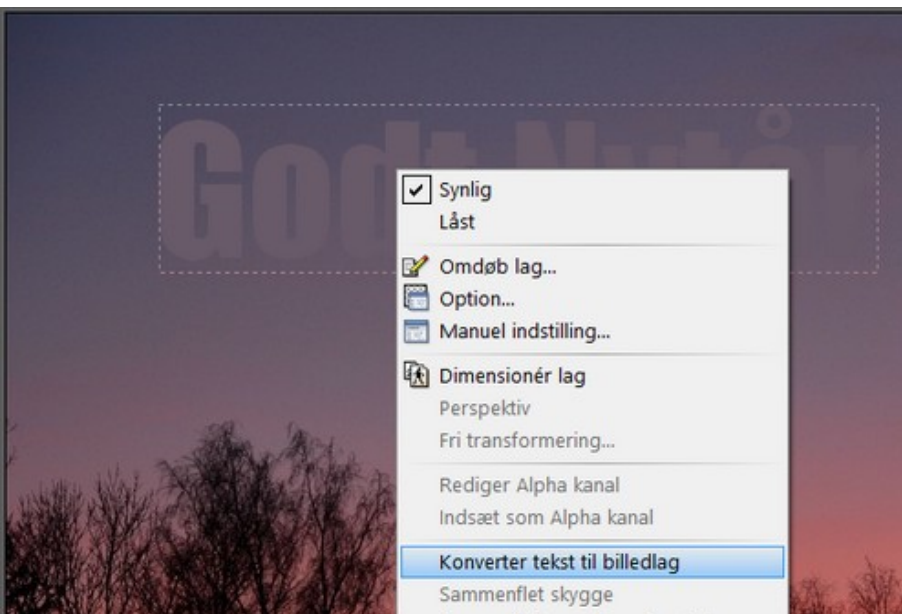 Godt Nytår
Synlig
Låst
Omdøb lag...
Option...
Manuel indstilling...
Dimensionér lag
Perspektiv
Fri transformering...
Rediger Alpha kanal
Indsæt som Alpha kanal
Konverter tekst til billedlag
Sammenflet skygge